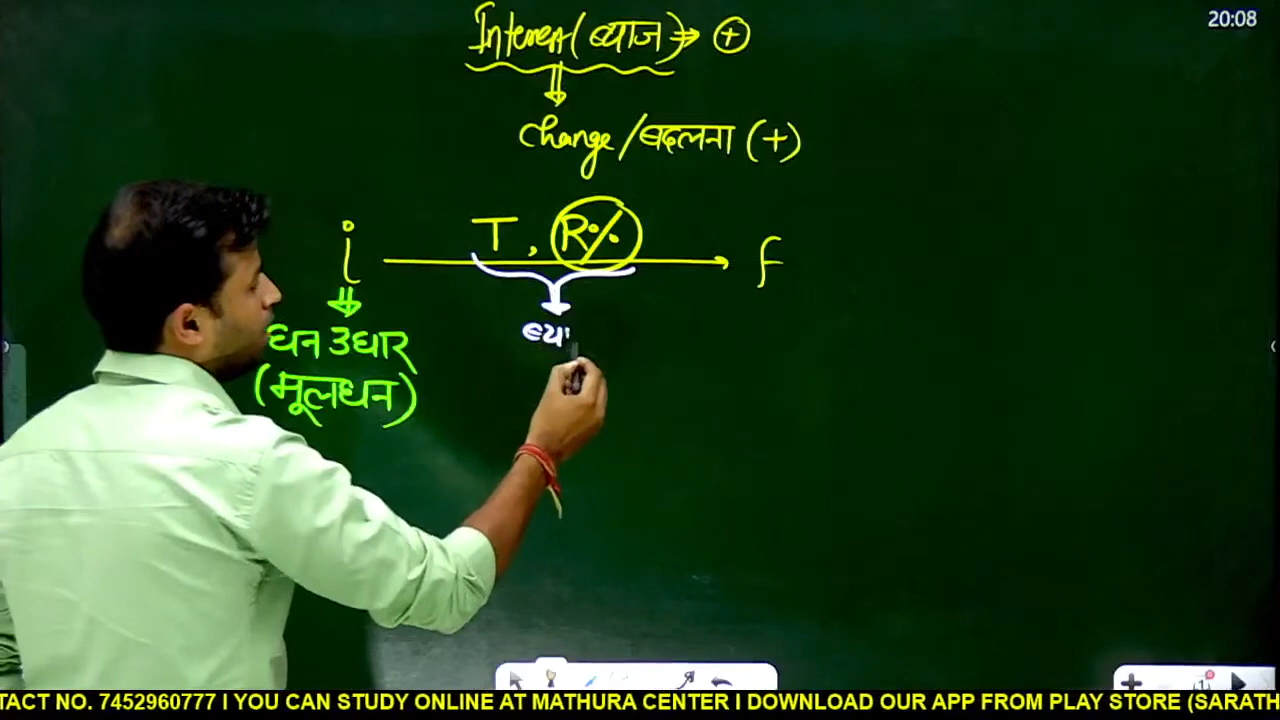 20:08
Interest (ब्याज) → +
change / बदलना (+)
i T, R% f
धन उधार
(मूलधन)
ब्या
TACT NO. 7452960777 I YOU CAN STUDY ONLINE AT MATHURA CENTER I DOWNLOAD OUR APP FROM PLAY STORE (SARATH